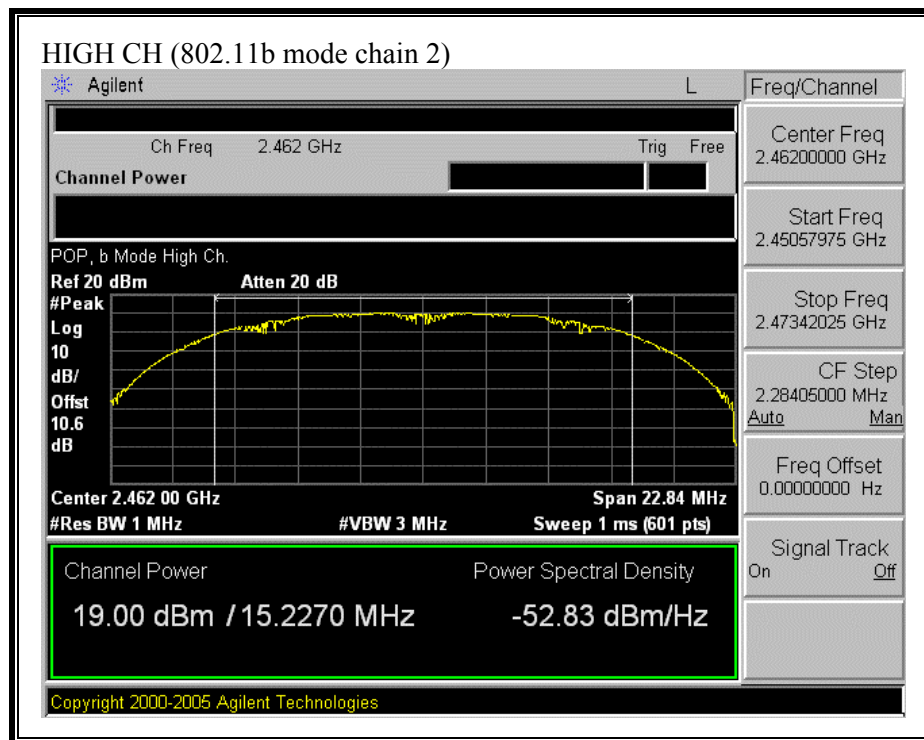 HIGH CH (802.11b mode chain 2)
Agilent L
Freq/Channel
Ch Freq 2.462 GHz Trig Free
Channel Power
POP, b Mode High Ch.
Ref 20 dBm Atten 20 dB
#Peak
Log
10
dB/
Offst
10.6
dB
Center 2.462 00 GHz Span 22.84 MHz
#Res BW 1 MHz #VBW 3 MHz Sweep 1 ms (601 pts)
Channel Power Power Spectral Density
19.00 dBm / 15.2270 MHz -52.83 dBm/Hz
Copyright 2000-2005 Agilent Technologies
Center Freq
2.46200000 GHz
Start Freq
2.45057975 GHz
Stop Freq
2.47342025 GHz
CF Step
2.28405000 MHz
Auto Man
Freq Offset
0.00000000 Hz
Signal Track
On Off